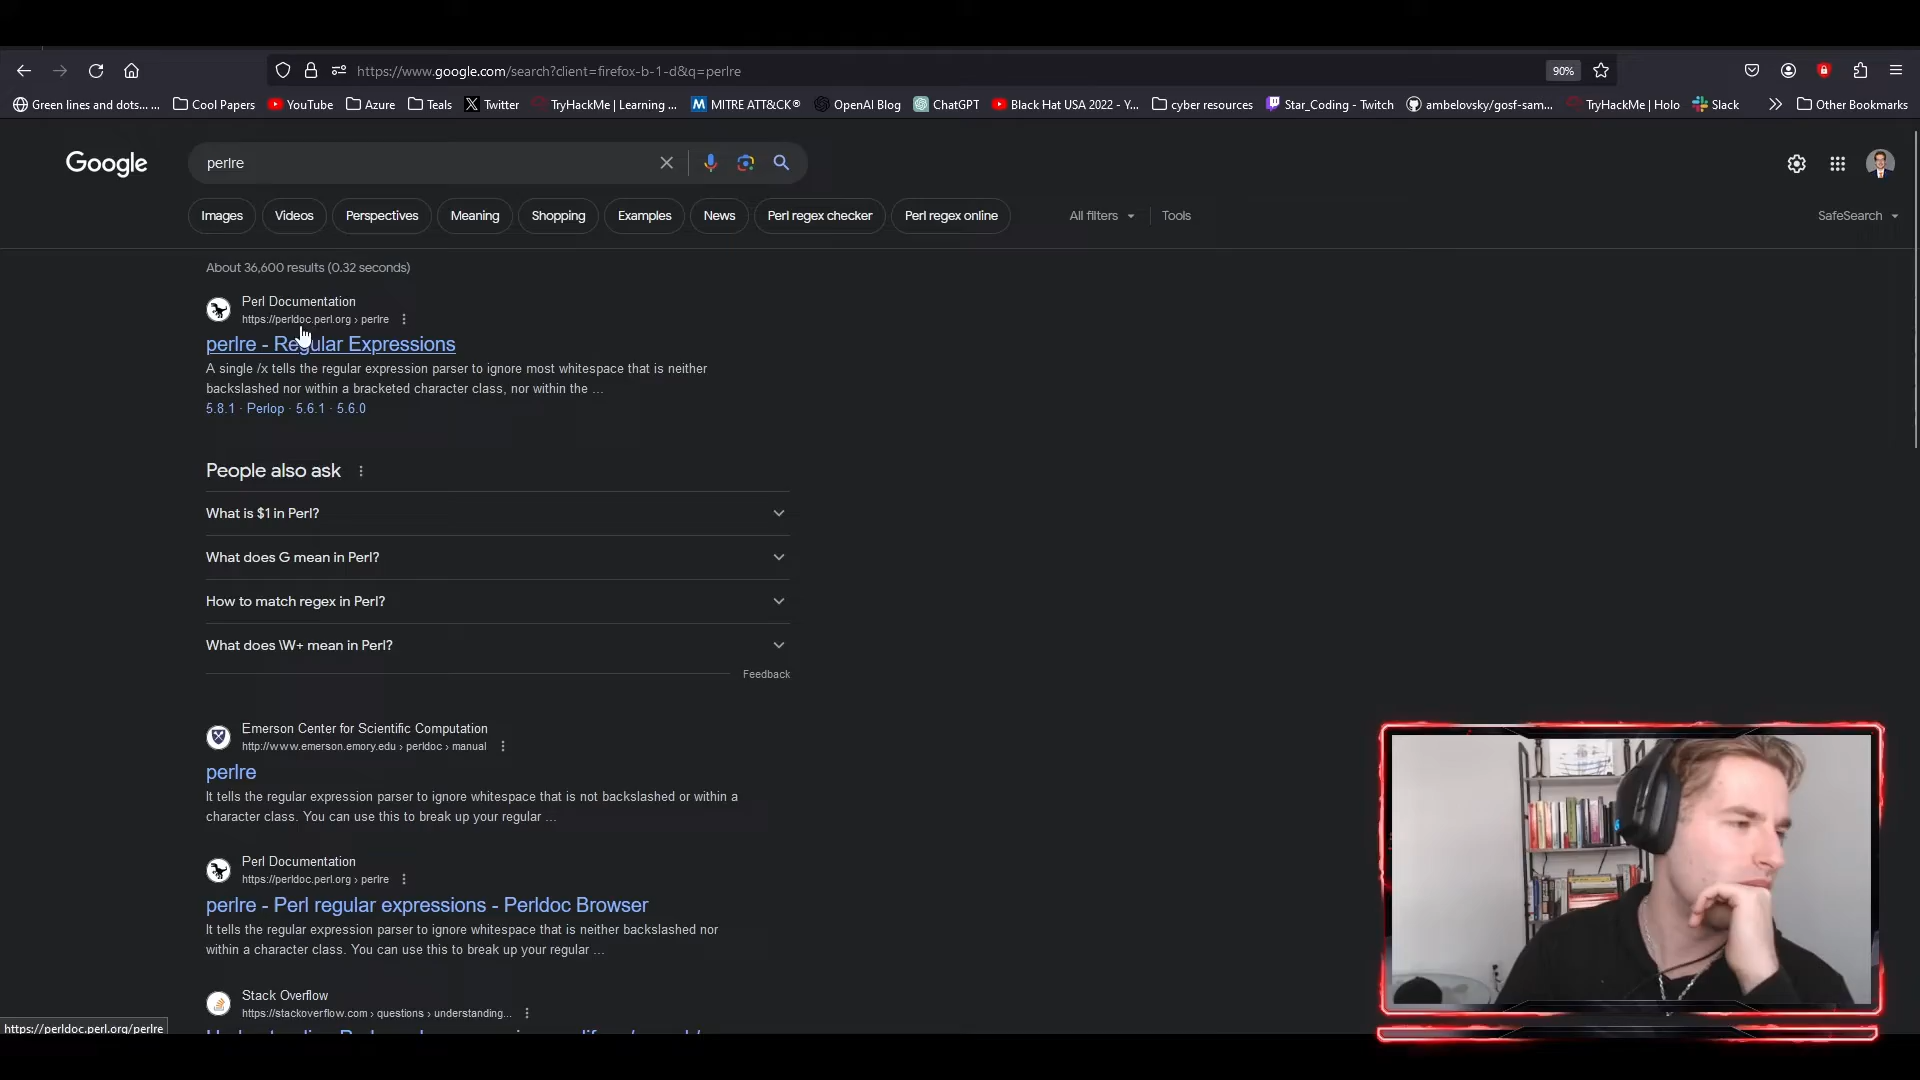 https://www.google.com/search?client=firefox-b-1-d&q=perlre
90%
Green lines and dots... ...
Cool Papers
YouTube
Azure
Teals
Twitter
TryHackMe | Learning ...
MITRE ATT&CK®
OpenAI Blog
ChatGPT
Black Hat USA 2022 - Y...
cyber resources
Star_Coding - Twitch
ambelovsky/gosf-sam...
TryHackMe | Holo
Slack
Other Bookmarks
Google
perlre
Images
Videos
Perspectives
Meaning
Shopping
Examples
News
Perl regex checker
Perl regex online
All filters
Tools
SafeSearch
About 36,600 results (0.32 seconds)
Perl Documentation
https://perldoc.perl.org › perlre
perlre - Regular Expressions
A single /x tells the regular expression parser to ignore most whitespace that is neither
backslashed nor within a bracketed character class, nor within the ...
5.8.1 · Perlop · 5.6.1 · 5.6.0
People also ask
What is $1 in Perl?
What does G mean in Perl?
How to match regex in Perl?
What does \W+ mean in Perl?
Feedback
Emerson Center for Scientific Computation
http://www.emerson.emory.edu › perldoc › manual
perlre
It tells the regular expression parser to ignore whitespace that is not backslashed or within a
character class. You can use this to break up your regular ...
Perl Documentation
https://perldoc.perl.org › perlre
perlre - Perl regular expressions - Perldoc Browser
It tells the regular expression parser to ignore whitespace that is neither backslashed nor
within a character class. You can use this to break up your regular ...
Stack Overflow
https://stackoverflow.com › questions › understanding...
https://perldoc.perl.org/perlre